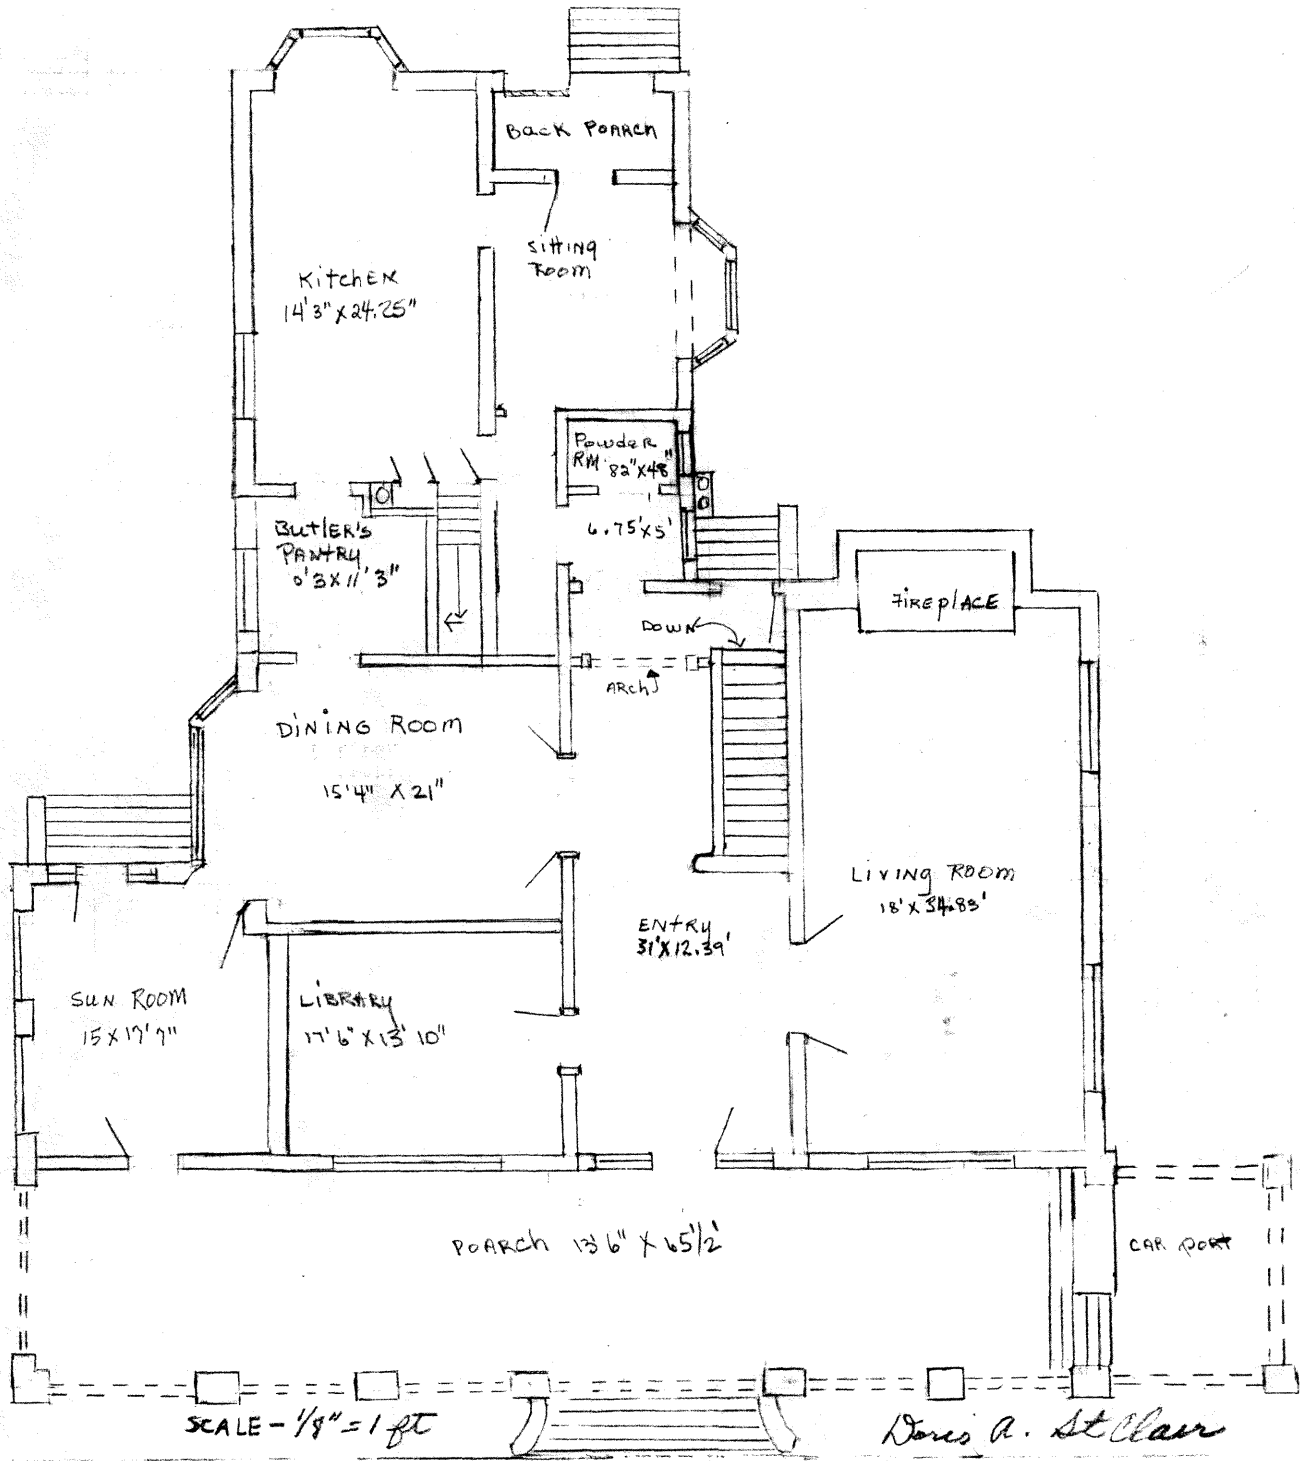 Back Poarch
Sitting
Room
Kitchen
14'3" x 24.25"
Powder
RM. 82" x 48"
6.75' x 5'
Butler's
Pantry
0'3 x 11'3"
Fireplace
Down
Arch
Dining Room
15'4" x 21"
Living Room
18' x 34.83'
Entry
31' x 12.39'
Sun Room
15 x 17'7"
Library
17'6" x 13'10"
Poarch 13'6" x 65'1/2'
Car Port
Scale - 1/8" = 1 ft
Doris A. St Clair